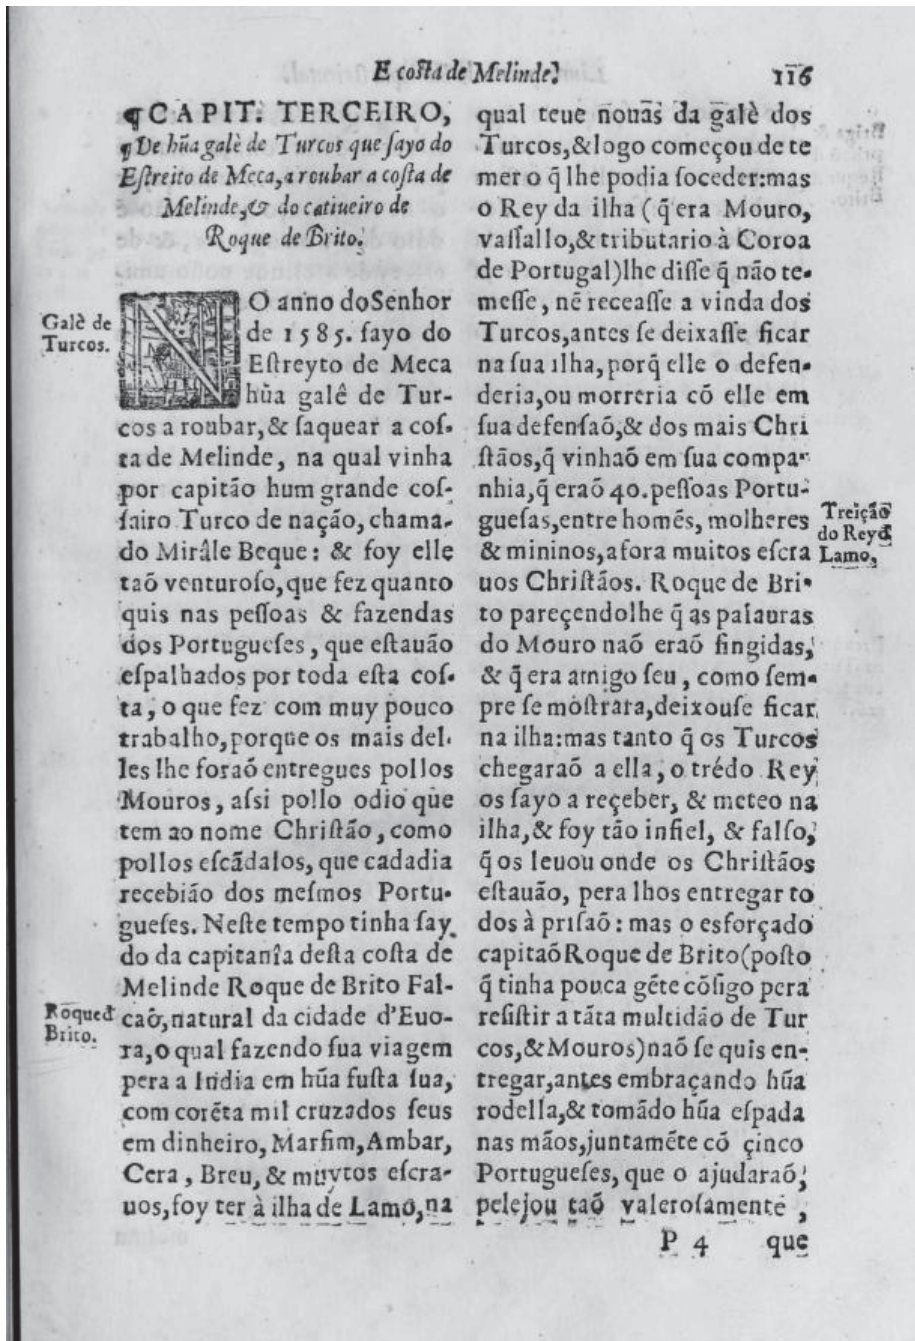 E costa de Melinde.
116
¶CAPIT. TERCEIRO,
¶De hũa galè de Turcos que sayo do
Estreito de Meca, a roubar a costa de
Melinde, & do catiueiro de
Roque de Brito.
Galè de
Turcos.
NO anno doSenhor
de 1585. sayo do
Estreyto de Meca
hũa galê de Tur-
cos a roubar, & saquear a cos-
ta de Melinde, na qual vinha
por capitão hum grande cos-
sairo Turco de nação, chama-
do Mirâle Beque: & foy elle
taõ venturoso, que fez quanto
quis nas pessoas & fazendas
dos Portugueses, que estauão
espalhados por toda esta cos-
ta, o que fez com muy pouco
trabalho, porque os mais del-
les lhe foraõ entregues pollos
Mouros, assi pollo odio que
tem ao nome Christão, como
pollos escãdalos, que cadadia
recebião dos mesmos Portu-
gueses. Neste tempo tinha say
do da capitanîa desta costa de
Melinde Roque de Brito Fal-
Roque đ
Brito.
caõ, natural da cidade d'Euo-
ra, o qual fazendo sua viagem
pera a India em hũa fusta sua,
com corẽta mil cruzados seus
em dinheiro, Marfim, Ambar,
Cera, Breu, & muytos escra-
uos, foy ter à ilha de Lamo, na
qual teue nouas da galè dos
Turcos, & logo começou de te
mer o q̃ lhe podia soceder: mas
o Rey da ilha (q̃ era Mouro,
vassallo, & tributario à Coroa
de Portugal) lhe disse q̃ não te-
messe, nẽ receasse a vinda dos
Turcos, antes se deixasse ficar
na sua ilha, porq̃ elle o defen-
deria, ou morreria cõ elle em
sua defensaõ, & dos mais Chri
stãos, q̃ vinhaõ em sua compa-
nhia, q̃ eraõ 40. pessoas Portu-
guesas, entre homẽs, molheres
& mininos, afora muitos escra
Treição
do Rey đ
Lamo,
uos Christãos. Roque de Bri-
to pareçendolhe q̃ as palauras
do Mouro naõ eraõ fingidas,
& q̃ era amigo seu, como sem-
pre se mostrara, deixouse ficar
na ilha: mas tanto q̃ os Turcos
chegaraõ a ella, o trédo Rey
os sayo a reçeber, & meteo na
ilha, & foy tão infiel, & falso,
q̃ os leuou onde os Christãos
estauão, pera lhos entregar to
dos à prisaõ: mas o esforçado
capitaõ Roque de Brito (posto
q̃ tinha pouca gẽte cõsigo pera
resistir a tãta multidão de Tur
cos, & Mouros) naõ se quis en-
tregar, antes embraçando hũa
rodella, & tomãdo hũa espada
nas mãos, juntamẽte cõ çinco
Portugueses, que o ajudaraõ,
pelejou taõ valerosamente,
P 4 que